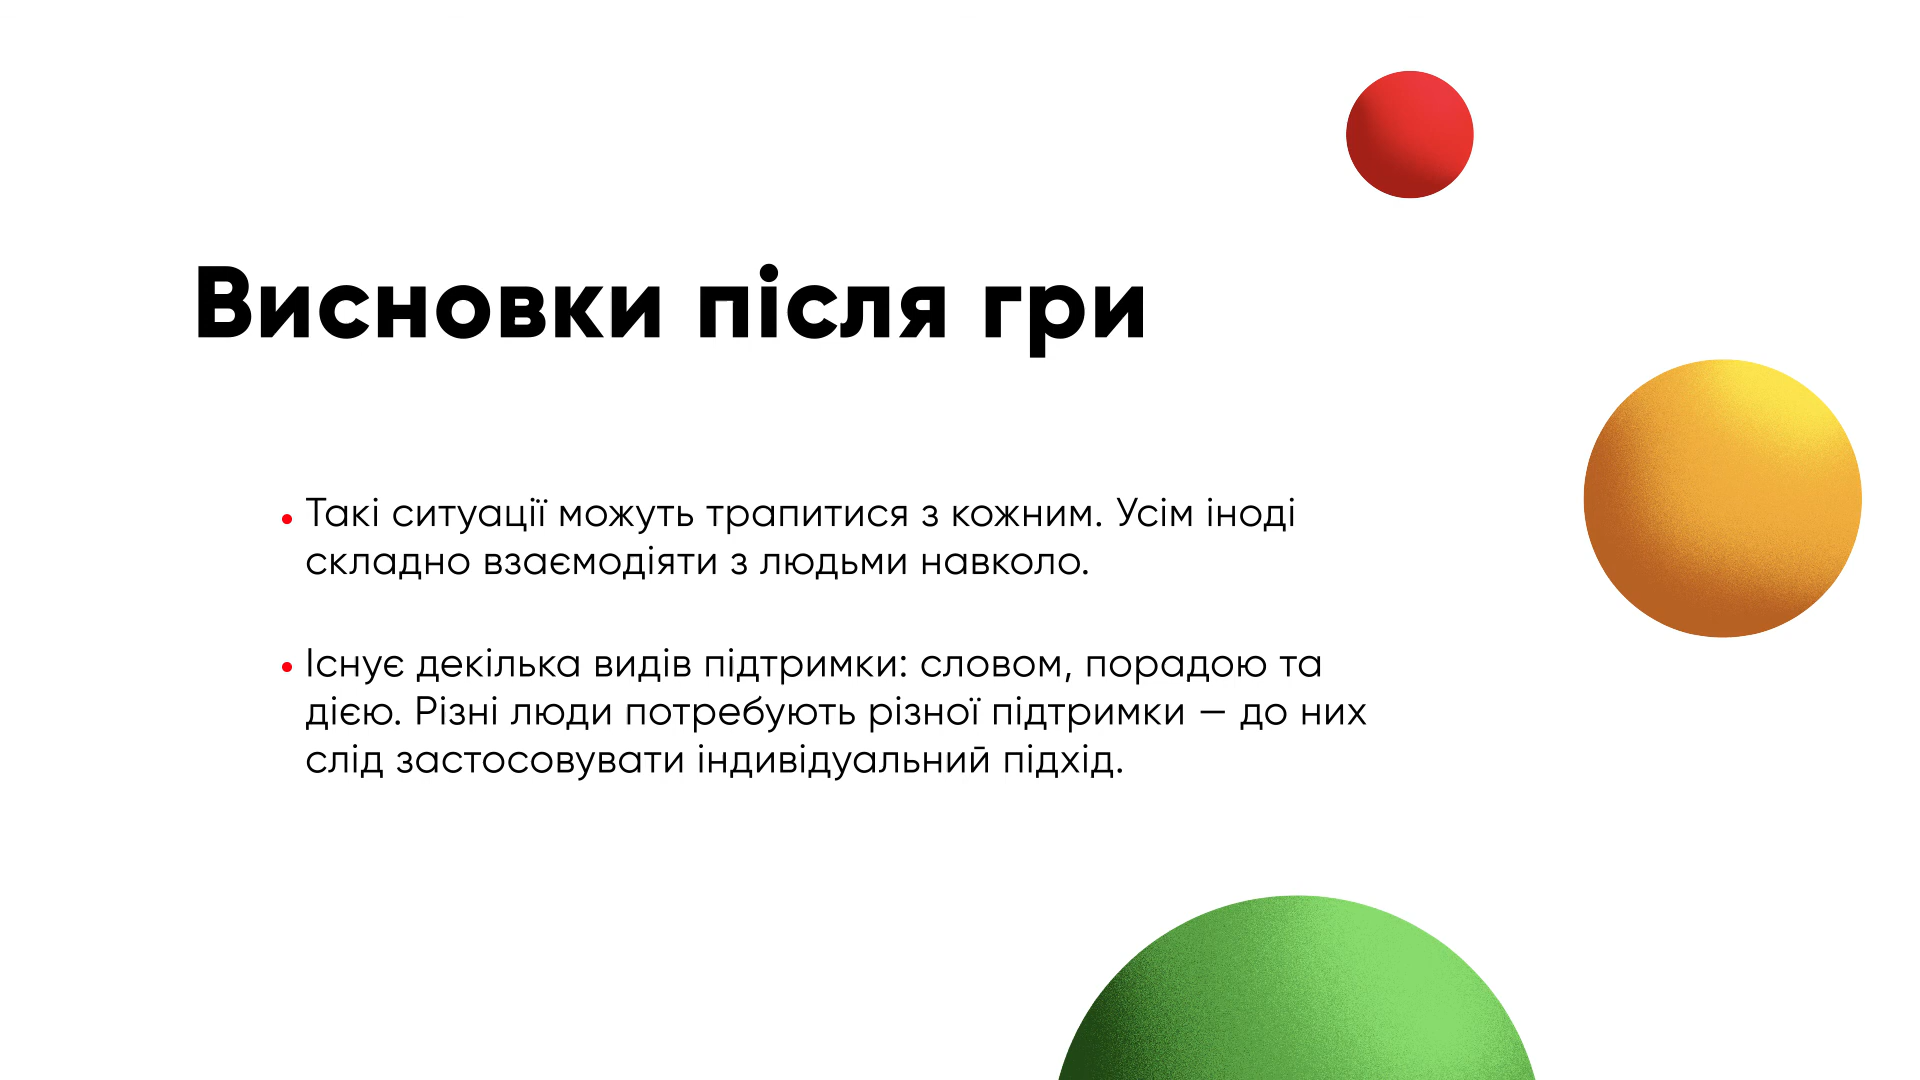 Висновки після гри
• Такі ситуації можуть трапитися з кожним. Усім іноді
складно взаємодіяти з людьми навколо.
• Існує декілька видів підтримки: словом, порадою та
дією. Різні люди потребують різної підтримки — до них
слід застосовувати індивідуальний підхід.